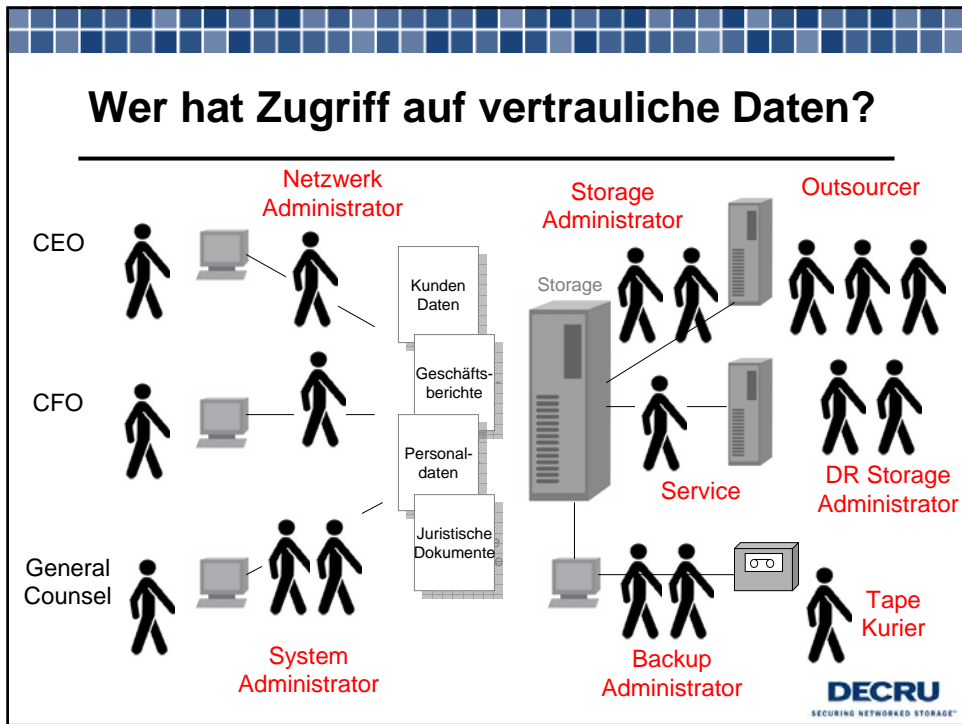 Wer hat Zugriff auf vertrauliche Daten?
Netzwerk
Administrator
Storage
Administrator
Outsourcer
CEO
Kunden
Daten
Storage
Geschäfts-
berichte
CFO
Personal-
daten
Service
DR Storage
Administrator
Juristische
Dokumente
General
Counsel
System
Administrator
Backup
Administrator
Tape
Kurier
DECRU
SECURING NETWORKED STORAGE™